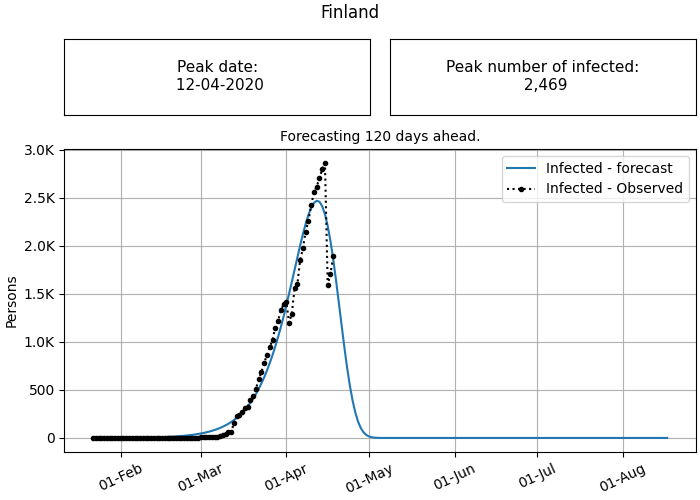 Finland
Peak date:
12-04-2020
Peak number of infected:
2,469
Forecasting 120 days ahead.
3.0K
2.5K
2.0K
1.5K
1.0K
500
0
Persons
Infected - forecast
Infected - Observed
01-Feb
01-Mar
01-Apr
01-May
01-Jun
01-Jul
01-Aug